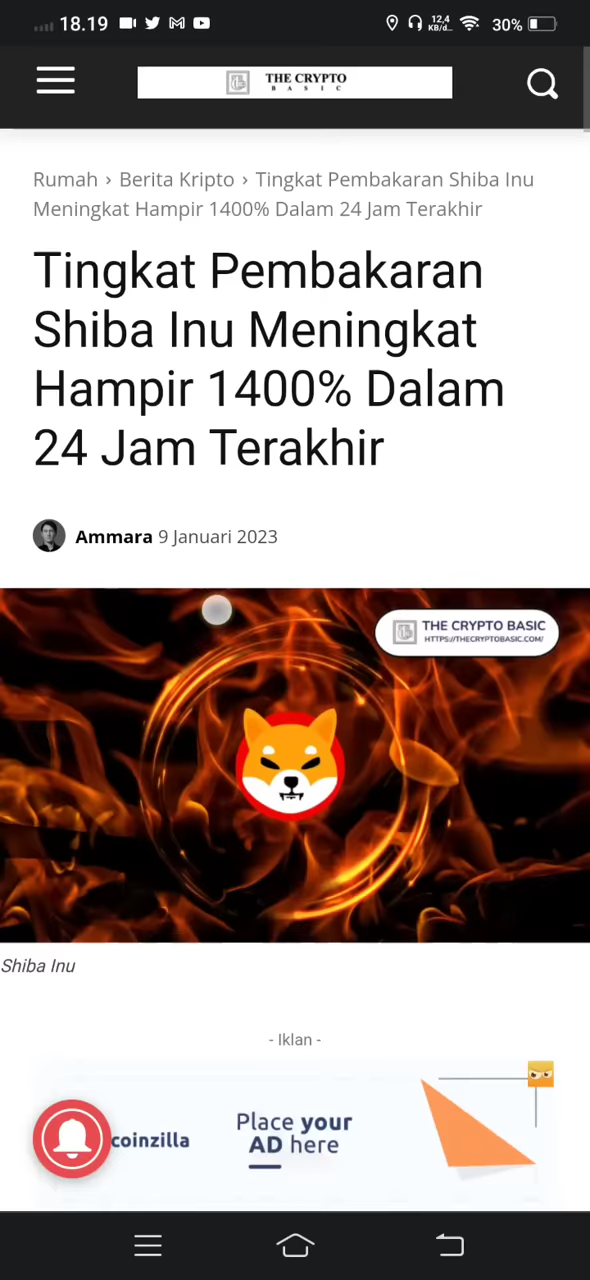 18.19
12,4
KB/d...
30%
THE CRYPTO
BASIC
Rumah › Berita Kripto › Tingkat Pembakaran Shiba Inu
Meningkat Hampir 1400% Dalam 24 Jam Terakhir
Tingkat Pembakaran
Shiba Inu Meningkat
Hampir 1400% Dalam
24 Jam Terakhir
Ammara 9 Januari 2023
THE CRYPTO BASIC
HTTPS://THECRYPTOBASIC.COM/
Shiba Inu
- Iklan -
coinzilla
Place your
AD here